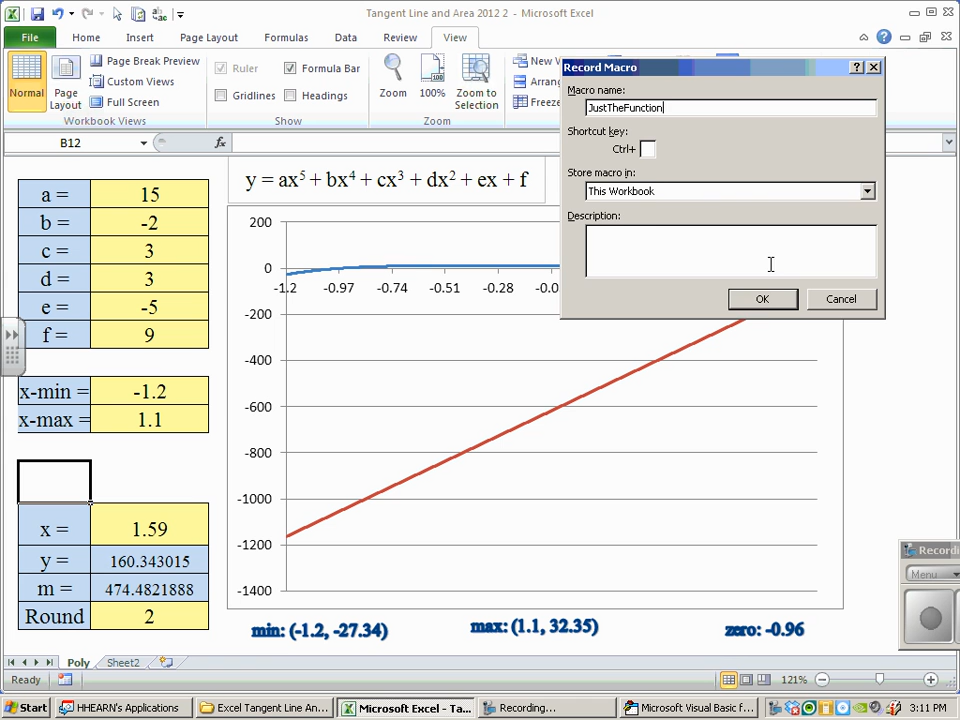 Tangent Line and Area 2012 2 - Microsoft Excel
File Home Insert Page Layout Formulas Data Review View
Normal
Page Layout
Page Break Preview
Custom Views
Full Screen
Workbook Views
Ruler
Formula Bar
Gridlines
Headings
Show
Zoom
100%
Zoom to Selection
Zoom
New
Arrang
Freeze
B12
fx
Record Macro
Macro name:
JustTheFunction
Shortcut key:
Ctrl+
Store macro in:
This Workbook
Description:
OK Cancel
a = 15
b = -2
c = 3
d = 3
e = -5
f = 9
x-min = -1.2
x-max = 1.1
x = 1.59
y = 160.343015
m = 474.4821888
Round 2
y = ax⁵ + bx⁴ + cx³ + dx² + ex + f
200
0
-1.2 -0.97 -0.74 -0.51 -0.28
-200
-400
-600
-800
-1000
-1200
-1400
min: (-1.2, -27.34) max: (1.1, 32.35) zero: -0.96
Recordin
Menu
Poly Sheet2
Ready
121%
Start HHEARN's Applications Excel Tangent Line An... Microsoft Excel - Ta... Recording... Microsoft Visual Basic f... 3:11 PM